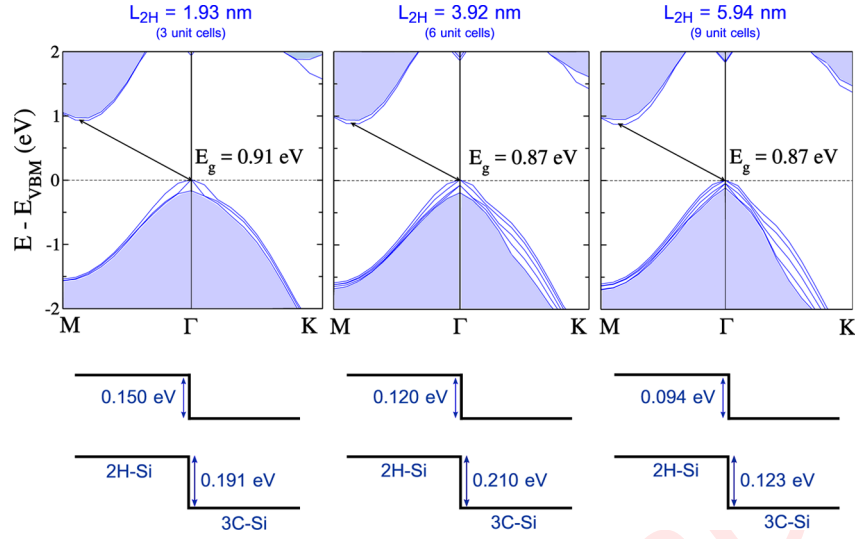 L2H = 1.93 nm
(3 unit cells)
L2H = 3.92 nm
(6 unit cells)
L2H = 5.94 nm
(9 unit cells)
E - EVBM (eV)
2
1
0
-1
-2
Eg = 0.91 eV
Eg = 0.87 eV
Eg = 0.87 eV
M Γ K
M Γ K
M Γ K
0.150 eV
0.120 eV
0.094 eV
2H-Si
0.191 eV
3C-Si
2H-Si
0.210 eV
3C-Si
2H-Si
0.123 eV
3C-Si